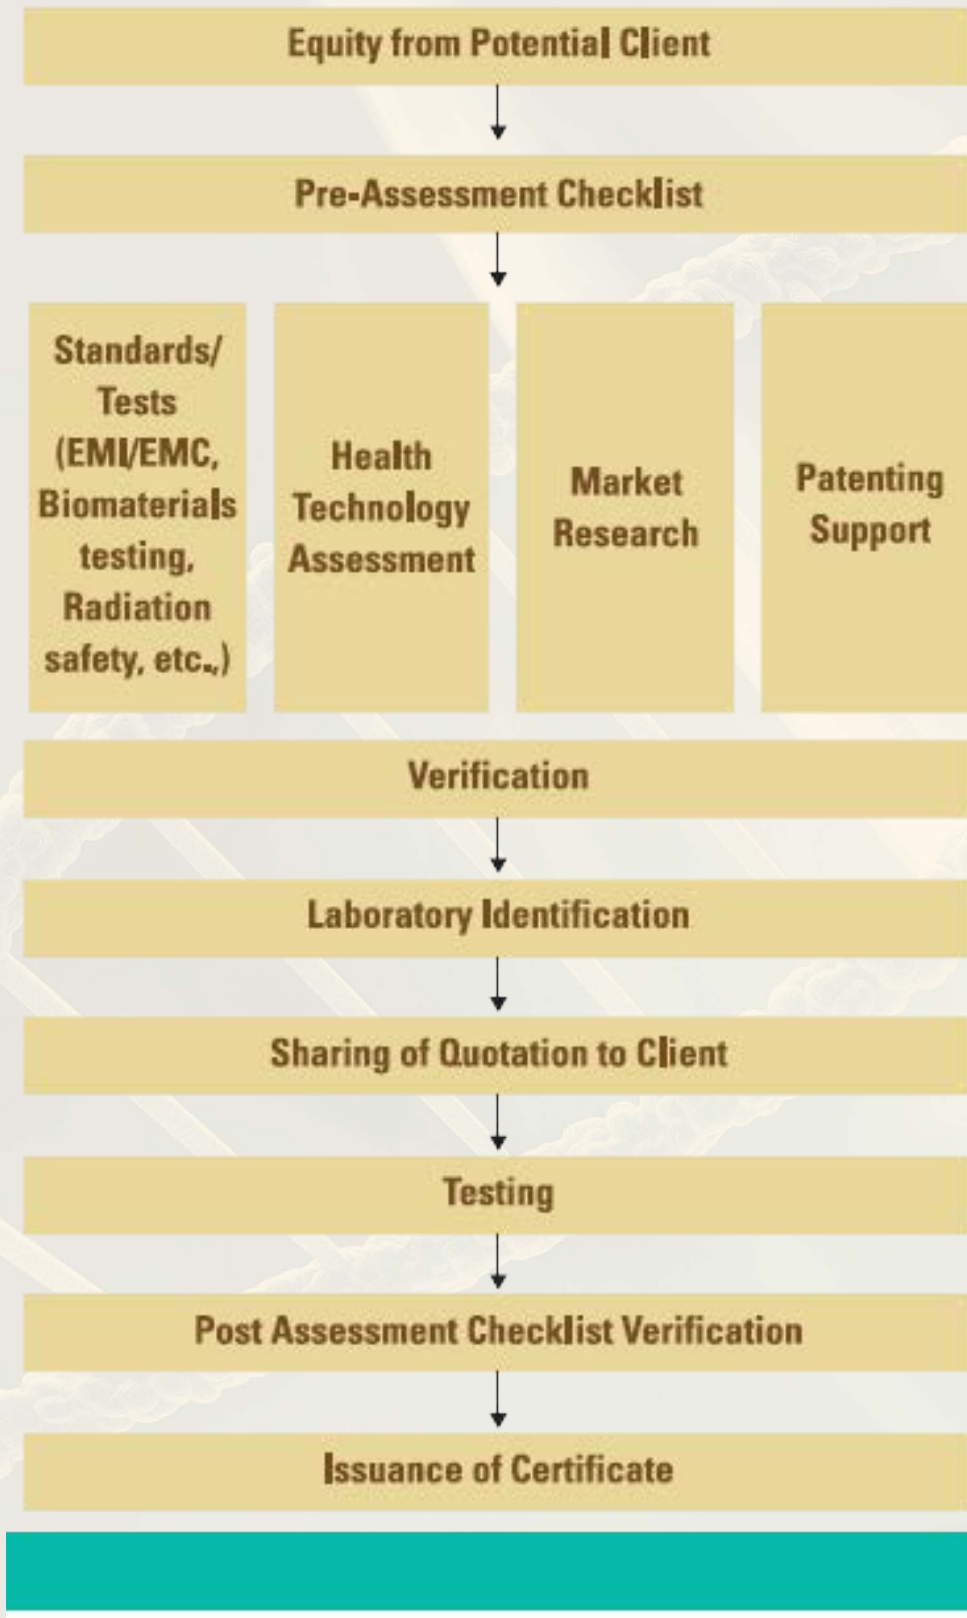 Equity from Potential Client
Pre-Assessment Checklist
Standards/
Tests
(EMI/EMC,
Biomaterials
testing,
Radiation
safety, etc.,)
Health
Technology
Assessment
Market
Research
Patenting
Support
Verification
Laboratory Identification
Sharing of Quotation to Client
Testing
Post Assessment Checklist Verification
Issuance of Certificate